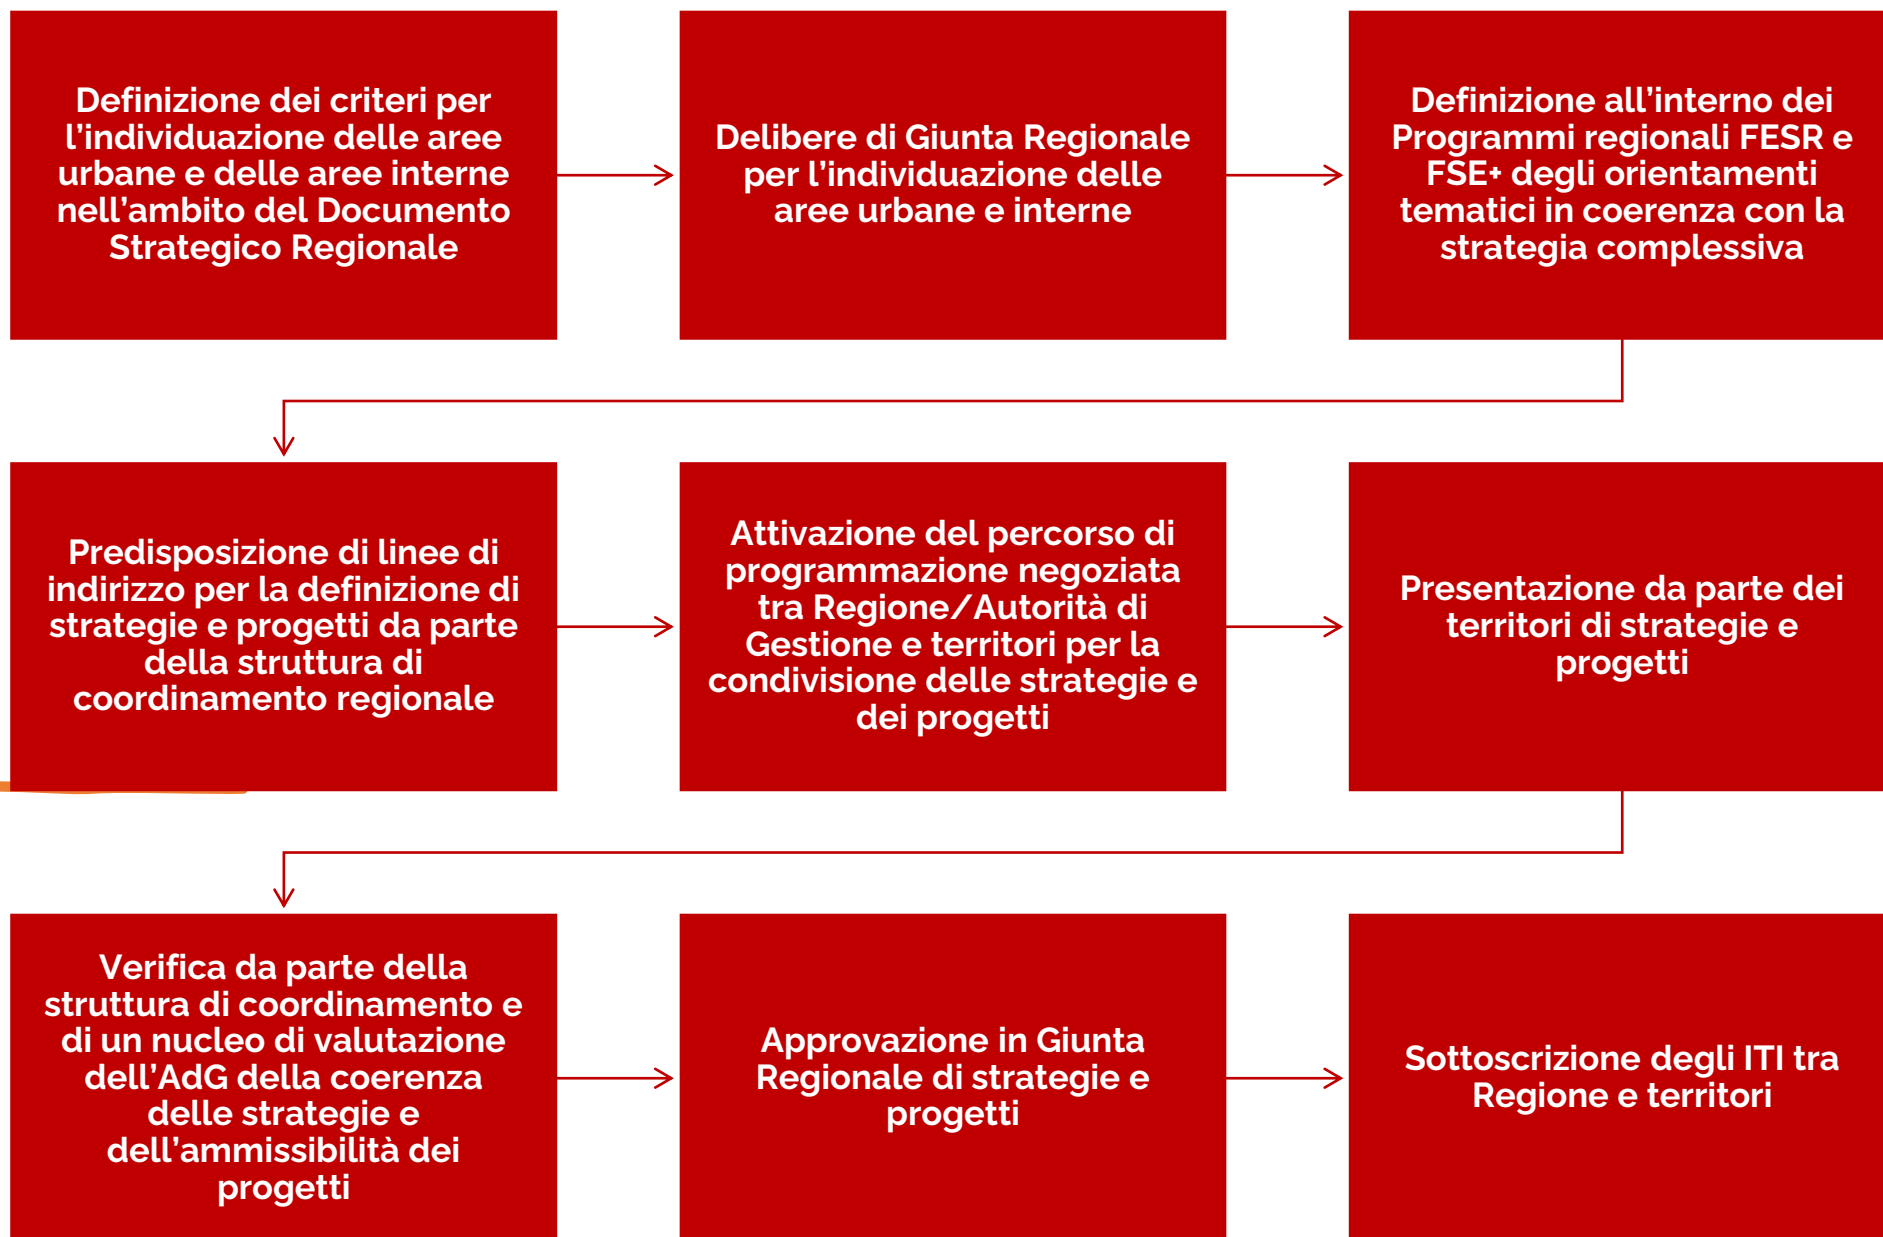 Definizione dei criteri per
l’individuazione delle aree
urbane e delle aree interne
nell’ambito del Documento
Strategico Regionale
Delibere di Giunta Regionale
per l’individuazione delle
aree urbane e interne
Definizione all’interno dei
Programmi regionali FESR e
FSE+ degli orientamenti
tematici in coerenza con la
strategia complessiva
Predisposizione di linee di
indirizzo per la definizione di
strategie e progetti da parte
della struttura di
coordinamento regionale
Attivazione del percorso di
programmazione negoziata
tra Regione/Autorità di
Gestione e territori per la
condivisione delle strategie e
dei progetti
Presentazione da parte dei
territori di strategie e
progetti
Verifica da parte della
struttura di coordinamento e
di un nucleo di valutazione
dell’AdG della coerenza
delle strategie e
dell’ammissibilità dei
progetti
Approvazione in Giunta
Regionale di strategie e
progetti
Sottoscrizione degli ITI tra
Regione e territori